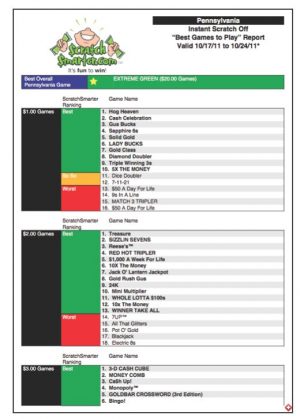 Pennsylvania
Instant Scratch Off
"Best Games to Play" Report
Valid 10/17/11 to 10/24/11*
Scratch
Smarter.com
It's fun to win!
Best Overall
Pennsylvania Game
EXTREME GREEN ($20.00 Games)
ScratchSmarter
Ranking
Game Name
$1.00 Games
Best
1. Hog Heaven
2. Cash Celebration
3. Gus Bucks
4. Sapphire 6s
5. Solid Gold
6. LADY BUCKS
7. Gold Class
8. Diamond Doubler
9. Triple Winning 3s
10. 5X THE MONEY
So So
11. Dice Doubler
12. 7-11-21
Worst
13. $50 A Day For Life
14. 9s In A Line
15. MATCH 3 TRIPLER
16. $50 A Day For Life
ScratchSmarter
Ranking
Game Name
$2.00 Games
Best
1. Treasure
2. SIZZLIN SEVENS
3. Reese's™
4. RED HOT TRIPLER
5. $1,000 A Week For Life
6. 10X The Money
7. Jack O' Lantern Jackpot
8. Gold Rush Gus
9. 24K
10. Mini Multiplier
11. WHOLE LOTTA $100s
12. 10s The Money
13. WINNER TAKE ALL
Worst
14. 7UP™
15. All That Glitters
16. Pot O' Gold
17. Blackjack
18. Electric 8s
ScratchSmarter
Ranking
Game Name
$3.00 Games
Best
1. 3-D CASH CUBE
2. MONEY COMB
3. Ca$h Up!
4. Monopoly™
5. GOLDBAR CROSSWORD (3rd Edition)
6. Bingo!